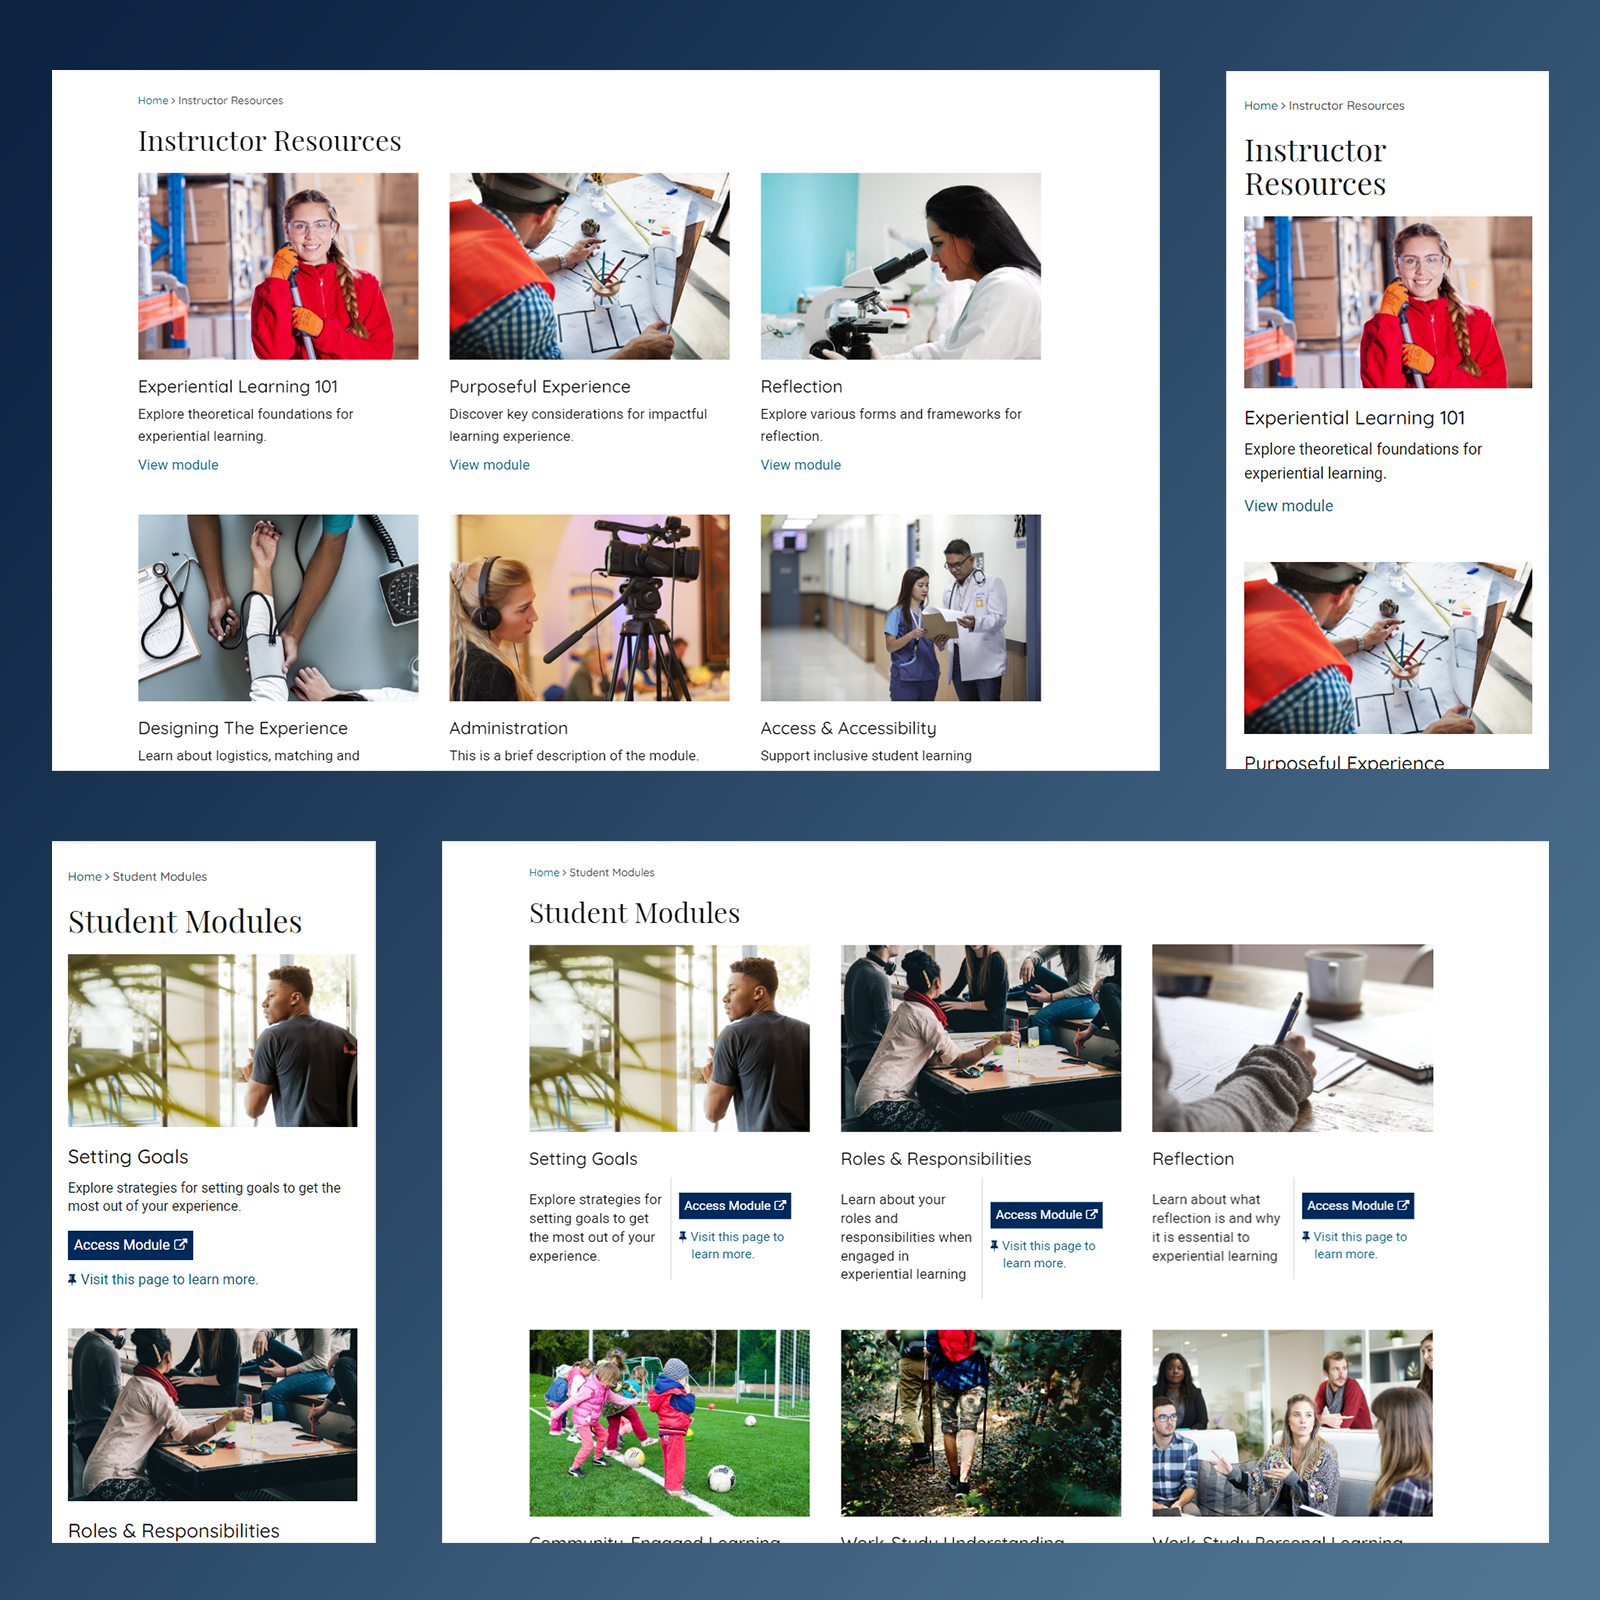 Home > Instructor Resources
Instructor Resources
Experiential Learning 101
Explore theoretical foundations for
experiential learning.
View module
Purposeful Experience
Discover key considerations for impactful
learning experience.
View module
Reflection
Explore various forms and frameworks for
reflection.
View module
Designing The Experience
Learn about logistics, matching and
Administration
This is a brief description of the module.
Access & Accessibility
Support inclusive student learning
Home > Instructor Resources
Instructor
Resources
Experiential Learning 101
Explore theoretical foundations for
experiential learning.
View module
Purposeful Experience
Home > Student Modules
Student Modules
Setting Goals
Explore strategies for setting goals to get the
most out of your experience.
Access Module
Visit this page to learn more.
Roles & Responsibilities
Home > Student Modules
Student Modules
Setting Goals
Explore strategies for
setting goals to get
the most out of your
experience.
Access Module
Visit this page to
learn more.
Roles & Responsibilities
Learn about your
roles and
responsibilities when
engaged in
experiential learning
Access Module
Visit this page to
learn more.
Reflection
Learn about what
reflection is and why
it is essential to
experiential learning
Access Module
Visit this page to
learn more.
Community-Engaged Learning
Work-Study Understanding
Work-Study Personal Learning